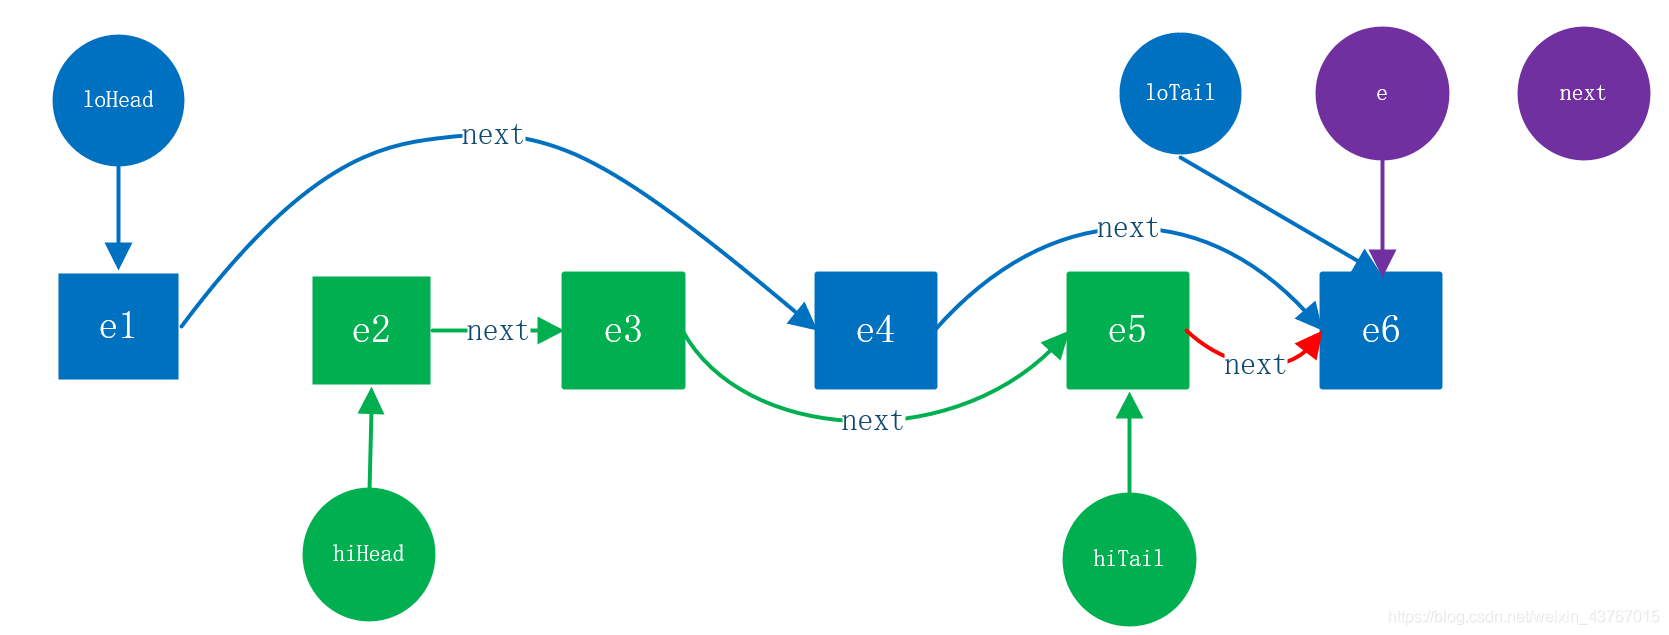 loHead
loTail
e
next
next
next
e1
e2
next
e3
e4
e5
next
e6
next
hiHead
hiTail
https://blog.csdn.net/weixin_43767015